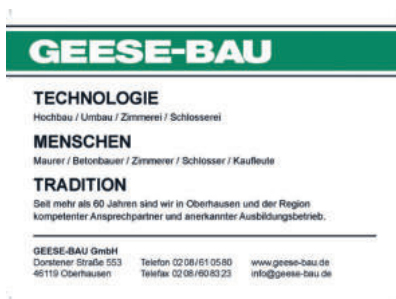 GEESE-BAU
TECHNOLOGIE
Hochbau / Umbau / Zimmerei / Schlosserei
MENSCHEN
Maurer / Betonbauer / Zimmerer / Schlosser / Kaufleute
TRADITION
Seit mehr als 60 Jahren sind wir in Oberhausen und der Region
kompetenter Ansprechpartner und anerkannter Ausbildungsbetrieb.
GEESE-BAU GmbH
Dorstener Straße 553 Telefon 0208/610580 www.geese-bau.de
46119 Oberhausen Telefax 0208/608323 info@geese-bau.de